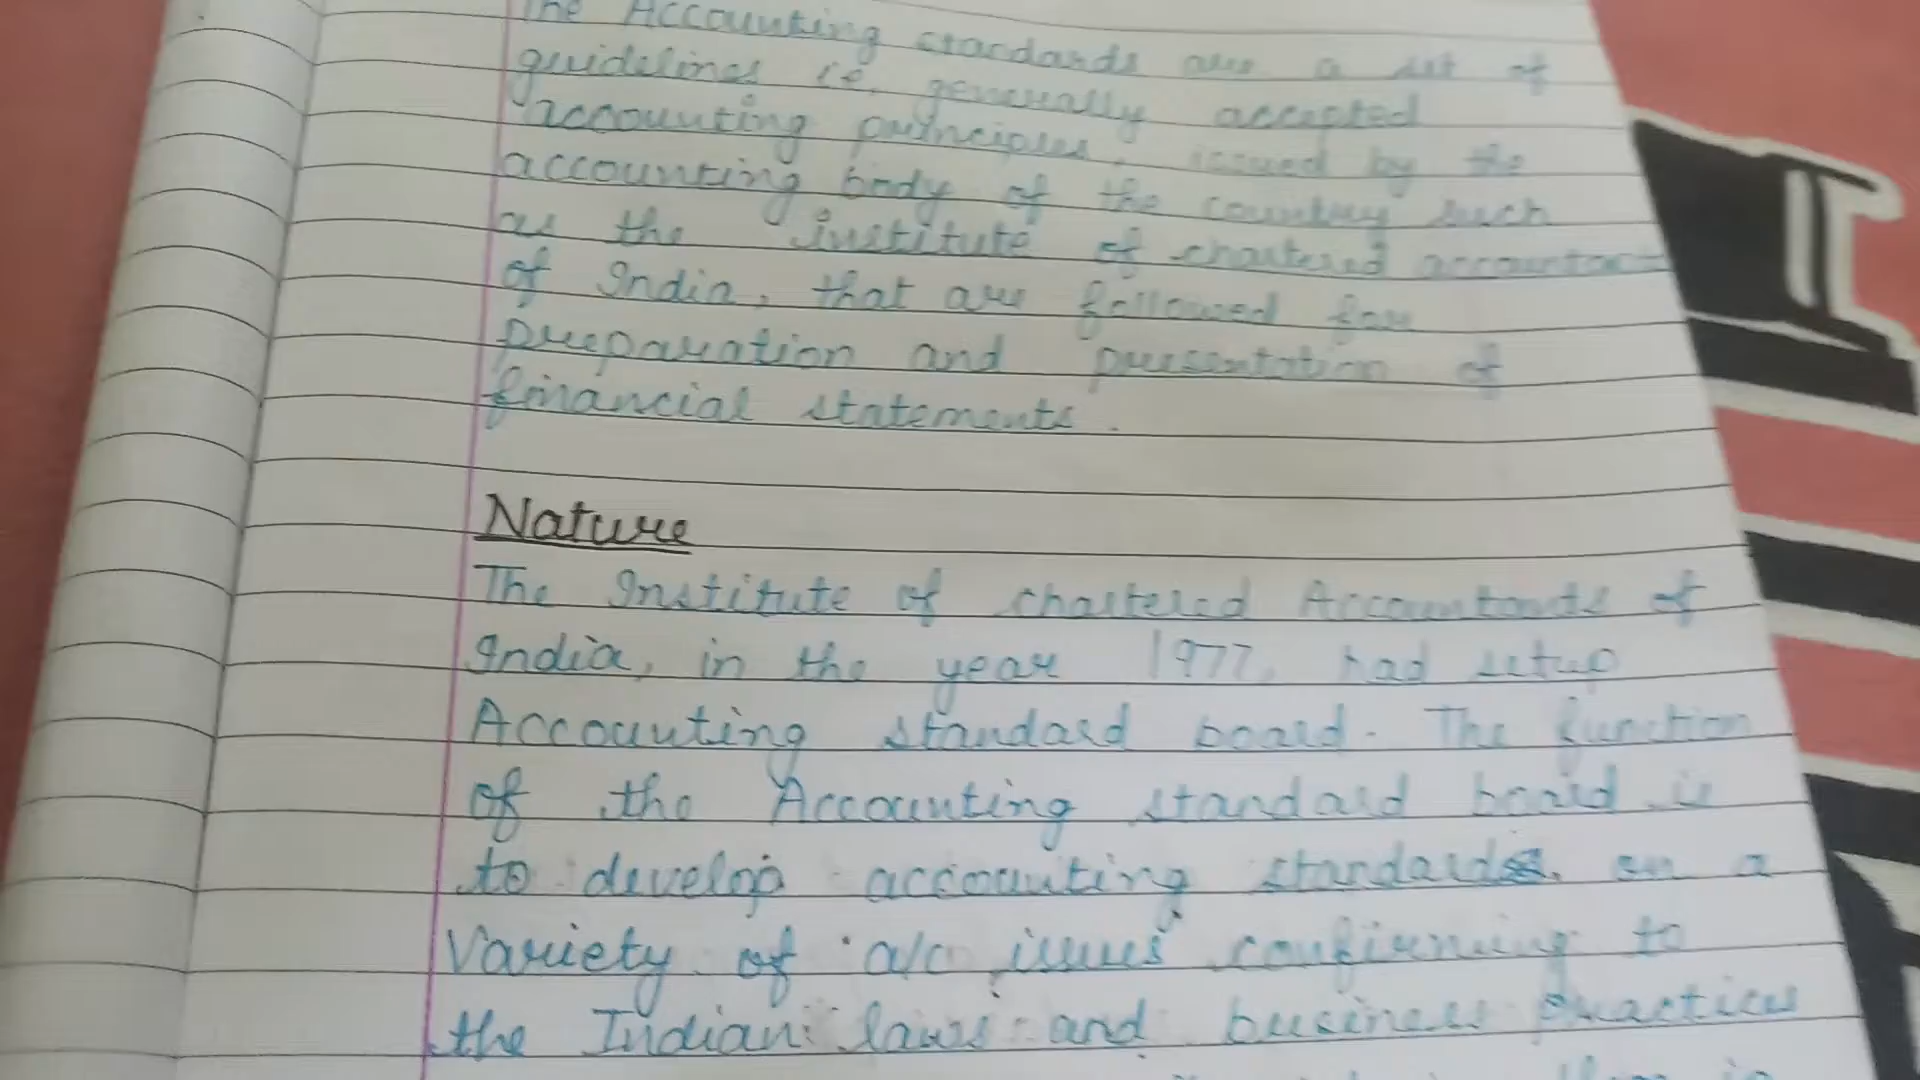 The Accounting standards are a set of
guidelines i.e, generally accepted
accounting principles, issued by the
accounting body of the country such
as the institute of chartered accountant
of India, that are followed for
preparation and presentation of
financial statements.
Nature
The Institute of chartered Accountants of
India, in the year 1977, had setup
Accounting standard board. The function
of the Accounting standard board is
to develop accounting standards, on a
Variety of a/c issues confirming to
the Indian laws and business practices